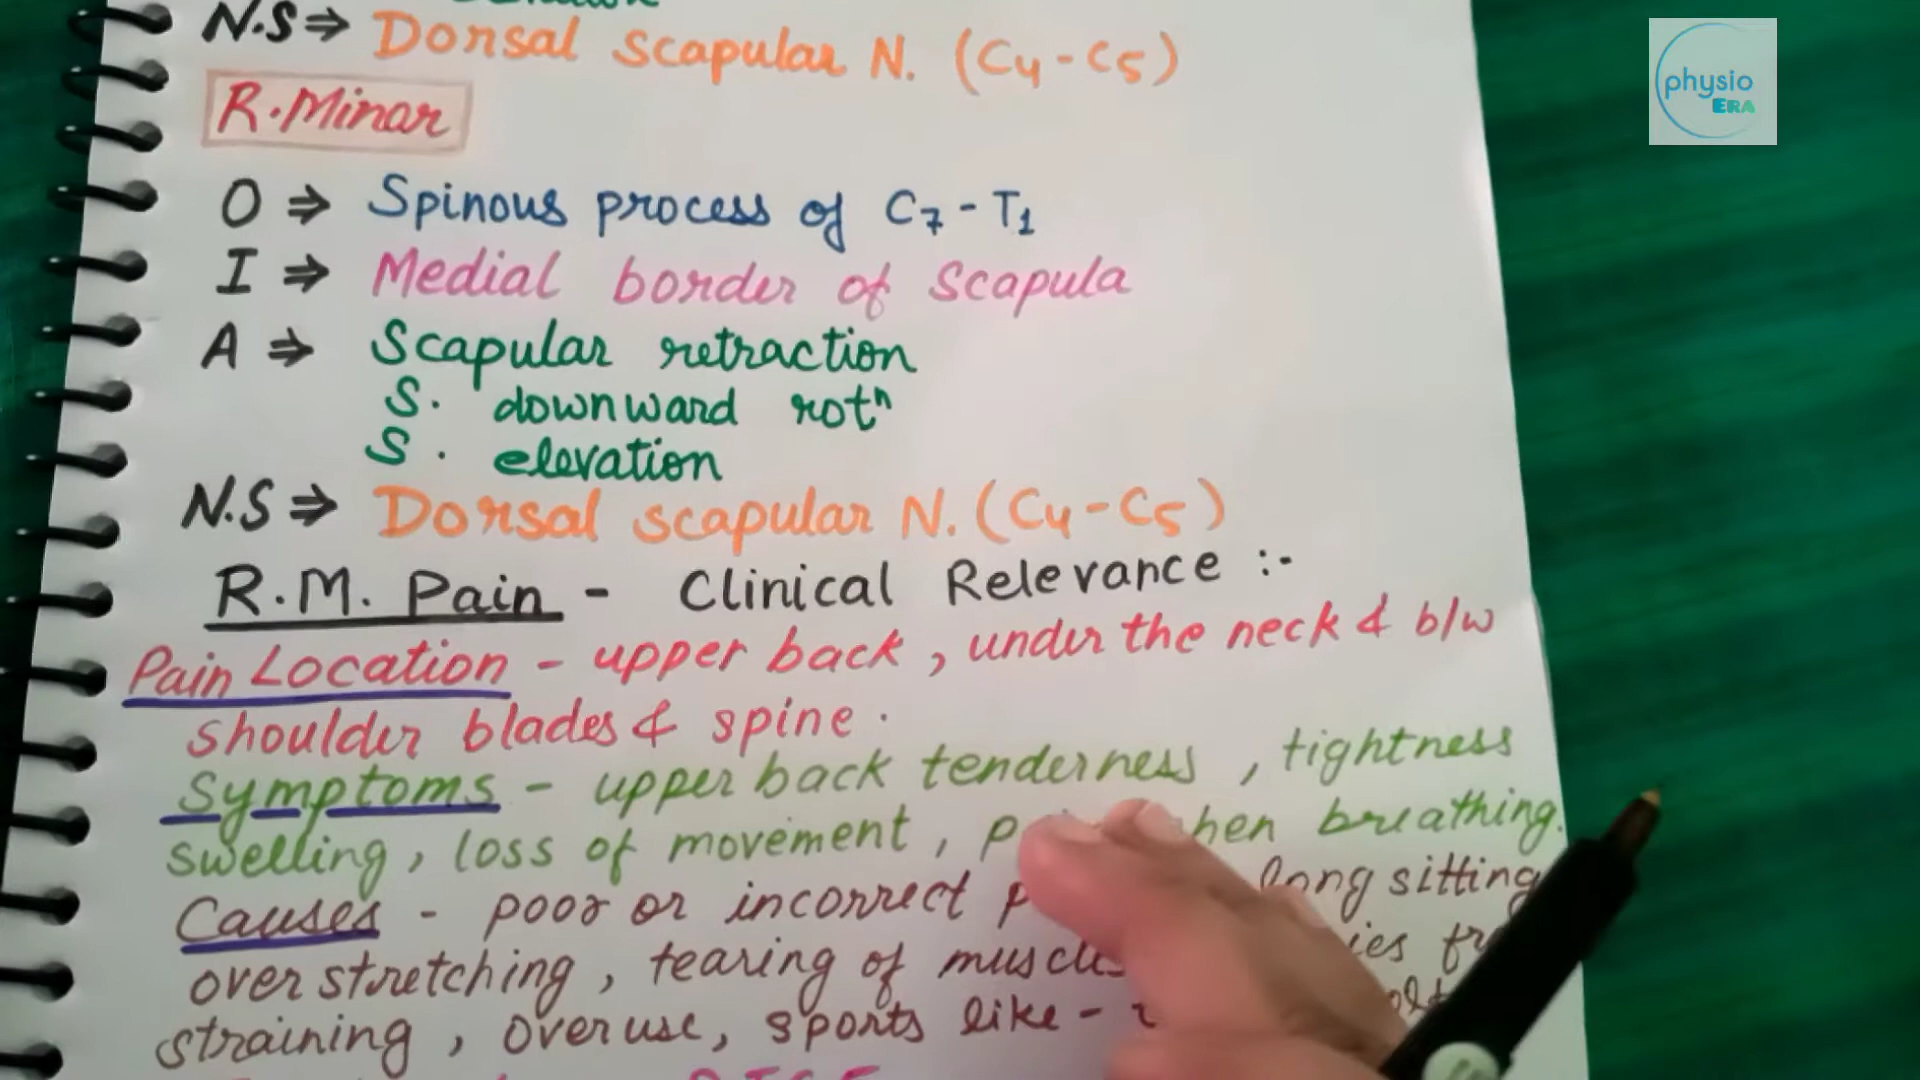 N.S ⇒ Dorsal Scapular N. (C4 - C5)
R.Minor
O ⇒ Spinous process of C7 - T1
I ⇒ Medial border of Scapula
A ⇒ Scapular retraction
S. downward rotn
S. elevation
N.S ⇒ Dorsal scapular N. (C4 - C5)
R.M. Pain - Clinical Relevance :-
Pain Location - upper back, under the neck & b/w
shoulder blades & spine.
Symptoms - upper back tenderness, tightness
swelling, loss of movement, breathing.
Causes - poor or incorrect long sitting
over stretching, tearing of
straining, overuse, sports like -
physio
ERA